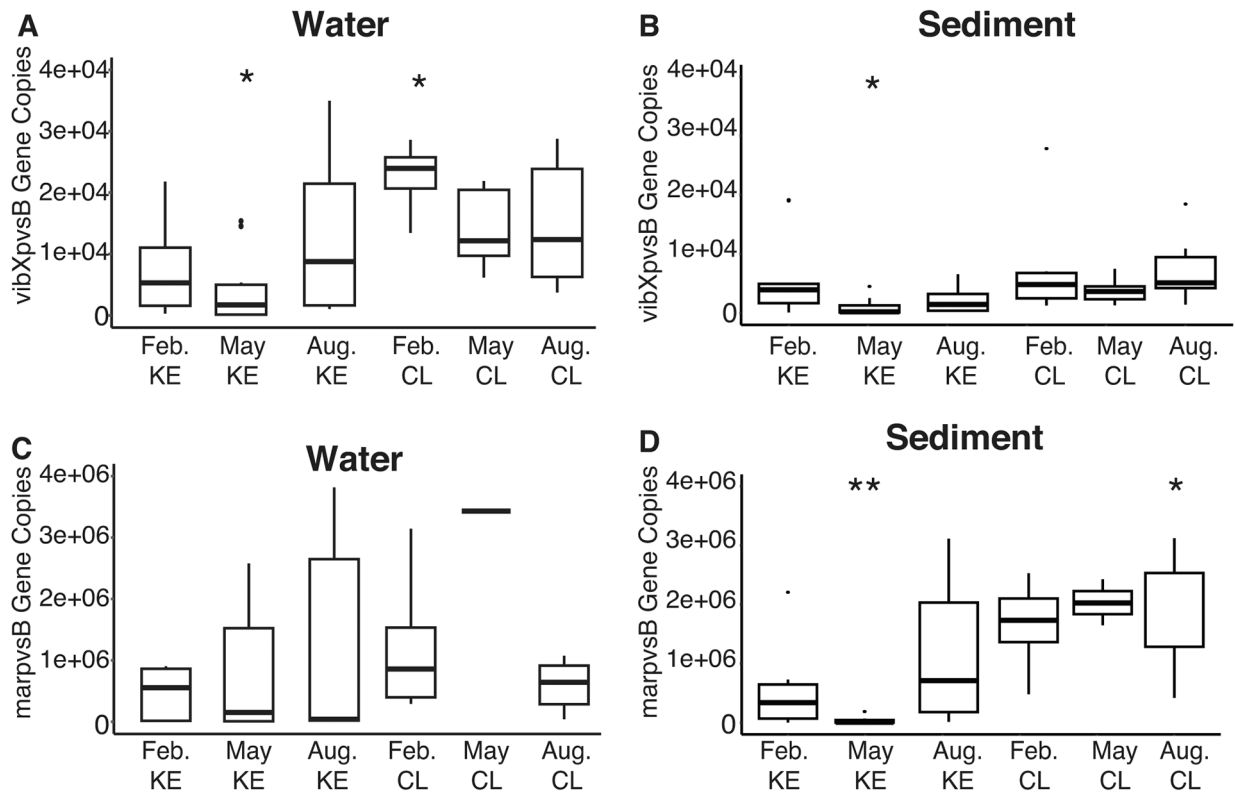 A
Water
vibXpvsB Gene Copies
4e+04
3e+04
2e+04
1e+04
0
*
*
Feb. May Aug. Feb. May Aug.
KE KE KE CL CL CL
B
Sediment
vibXpvsB Gene Copies
4e+04
3e+04
2e+04
1e+04
0
*
Feb. May Aug. Feb. May Aug.
KE KE KE CL CL CL
C
Water
marpvsB Gene Copies
4e+06
3e+06
2e+06
1e+06
0
Feb. May Aug. Feb. May Aug.
KE KE KE CL CL CL
D
Sediment
marpvsB Gene Copies
4e+06
3e+06
2e+06
1e+06
0
**
*
Feb. May Aug. Feb. May Aug.
KE KE KE CL CL CL